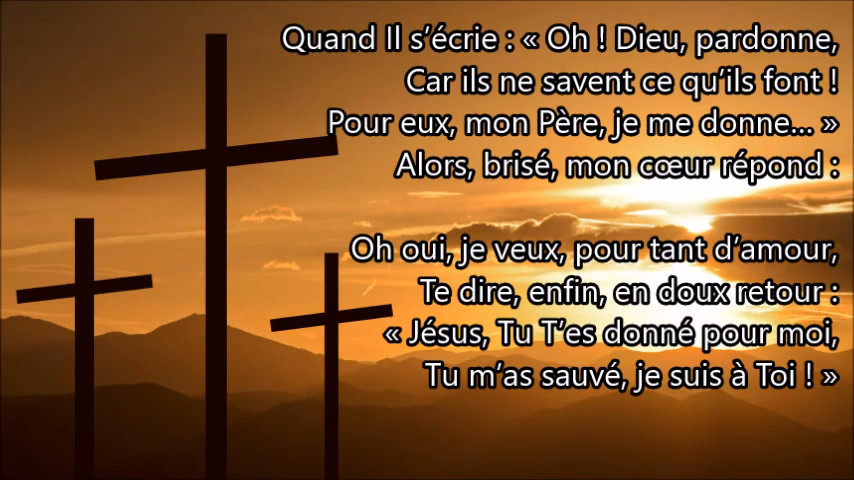 Quand Il s’écrie : « Oh ! Dieu, pardonne,
Car ils ne savent ce qu’ils font !
Pour eux, mon Père, je me donne... »
Alors, brisé, mon cœur répond :
Oh oui, je veux, pour tant d’amour,
Te dire, enfin, en doux retour :
« Jésus, Tu T’es donné pour moi,
Tu m’as sauvé, je suis à Toi ! »